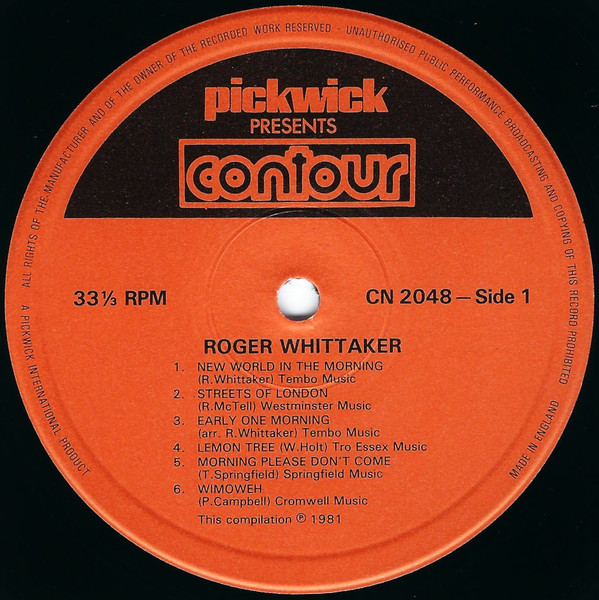 ALL RIGHTS OF THE MANUFACTURER AND OF THE OWNER OF THE RECORDED WORK RESERVED - UNAUTHORISED PUBLIC PERFORMANCE BROADCASTING AND COPYING OF THIS RECORD PROHIBITED
pickwick
PRESENTS
contour
33⅓ RPM
CN 2048 — Side 1
ROGER WHITTAKER
1. NEW WORLD IN THE MORNING
(R.Whittaker) Tembo Music
2. STREETS OF LONDON
(R.McTell) Westminster Music
3. EARLY ONE MORNING
(arr. R.Whittaker) Tembo Music
4. LEMON TREE (W.Holt) Tro Essex Music
5. MORNING PLEASE DON'T COME
(T.Springfield) Springfield Music
6. WIMOWEH
(P.Campbell) Cromwell Music
This compilation ℗ 1981
A PICKWICK INTERNATIONAL PRODUCT
MADE IN ENGLAND